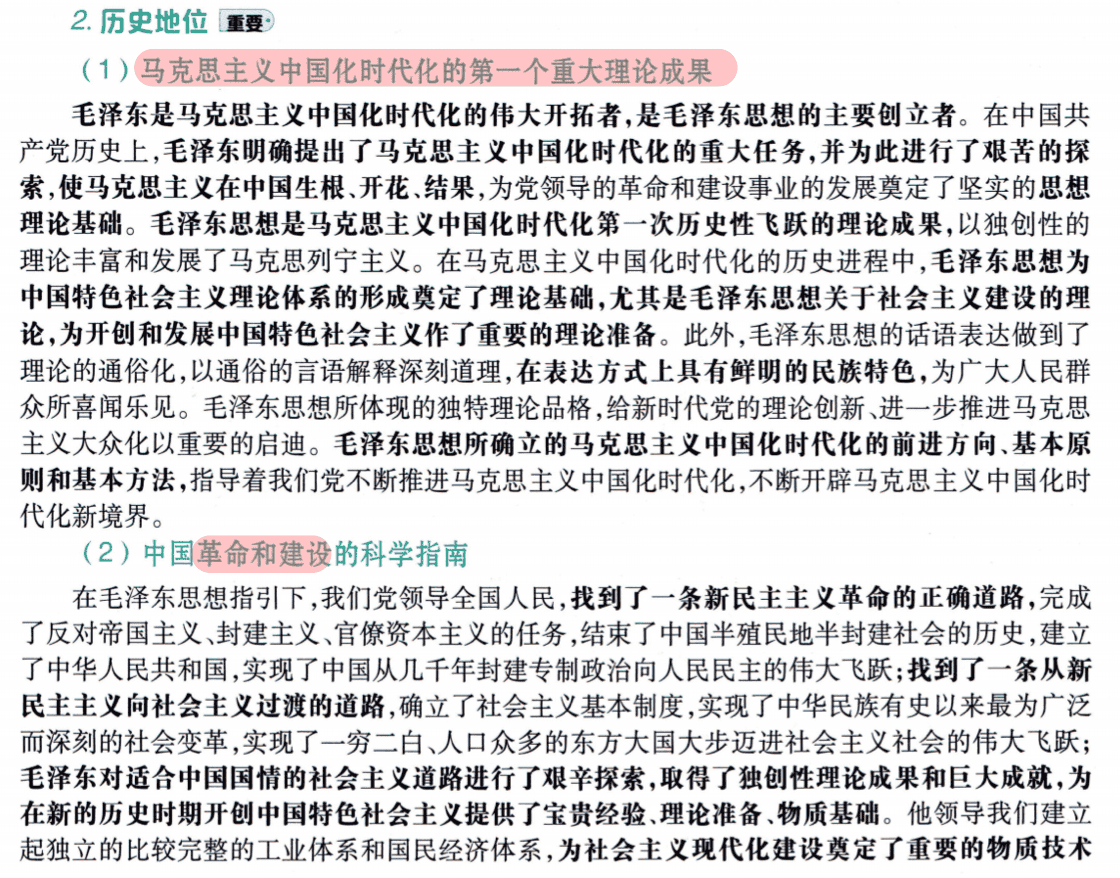 2. 历史地位 重要
（1）马克思主义中国化时代化的第一个重大理论成果
毛泽东是马克思主义中国化时代化的伟大开拓者,是毛泽东思想的主要创立者。在中国共
产党历史上,毛泽东明确提出了马克思主义中国化时代化的重大任务,并为此进行了艰苦的探
索,使马克思主义在中国生根、开花、结果,为党领导的革命和建设事业的发展奠定了坚实的思想
理论基础。毛泽东思想是马克思主义中国化时代化第一次历史性飞跃的理论成果,以独创性的
理论丰富和发展了马克思列宁主义。在马克思主义中国化时代化的历史进程中,毛泽东思想为
中国特色社会主义理论体系的形成奠定了理论基础,尤其是毛泽东思想关于社会主义建设的理
论,为开创和发展中国特色社会主义作了重要的理论准备。此外,毛泽东思想的话语表达做到了
理论的通俗化,以通俗的言语解释深刻道理,在表达方式上具有鲜明的民族特色,为广大人民群
众所喜闻乐见。毛泽东思想所体现的独特理论品格,给新时代党的理论创新、进一步推进马克思
主义大众化以重要的启迪。毛泽东思想所确立的马克思主义中国化时代化的前进方向、基本原
则和基本方法,指导着我们党不断推进马克思主义中国化时代化,不断开辟马克思主义中国化时
代化新境界。
（2）中国革命和建设的科学指南
在毛泽东思想指引下,我们党领导全国人民,找到了一条新民主主义革命的正确道路,完成
了反对帝国主义、封建主义、官僚资本主义的任务,结束了中国半殖民地半封建社会的历史,建立
了中华人民共和国,实现了中国从几千年封建专制政治向人民民主的伟大飞跃;找到了一条从新
民主主义向社会主义过渡的道路,确立了社会主义基本制度,实现了中华民族有史以来最为广泛
而深刻的社会变革,实现了一穷二白、人口众多的东方大国大步迈进社会主义社会的伟大飞跃;
毛泽东对适合中国国情的社会主义道路进行了艰辛探索,取得了独创性理论成果和巨大成就,为
在新的历史时期开创中国特色社会主义提供了宝贵经验、理论准备、物质基础。他领导我们建立
起独立的比较完整的工业体系和国民经济体系,为社会主义现代化建设奠定了重要的物质技术